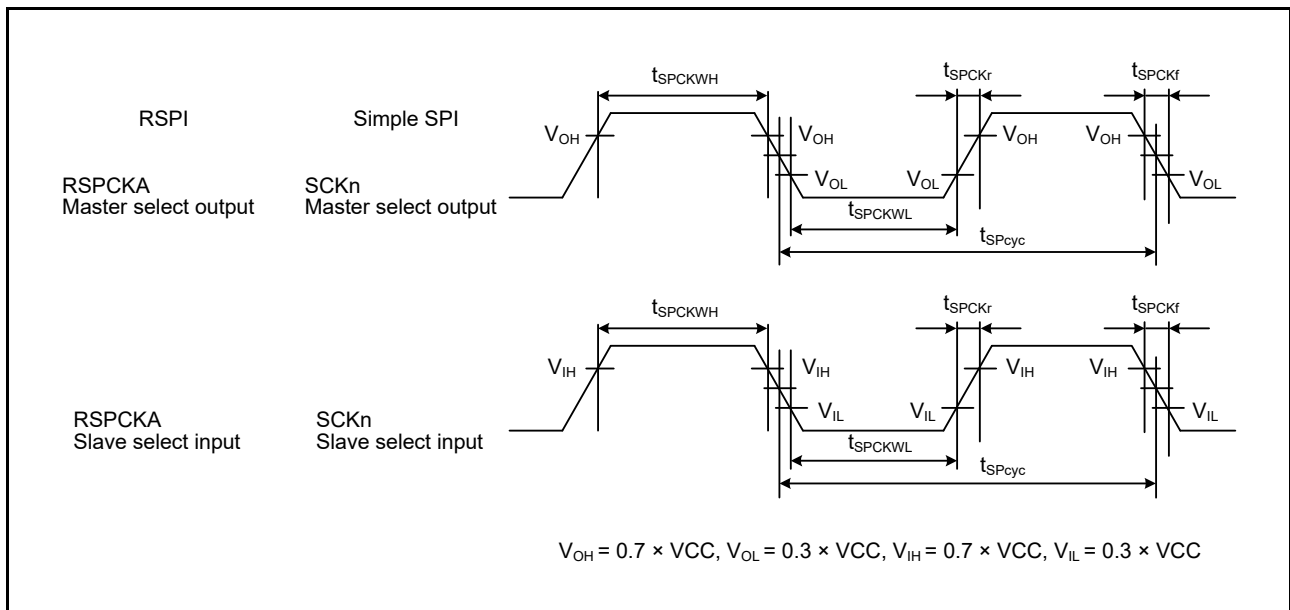 RSPI
Simple SPI
tSPCKWH
tSPCKr
tSPCKf
VOH
VOH
VOH
VOH
RSPCKA
Master select output
SCKn
Master select output
VOL
VOL
VOL
tSPCKWL
tSPcyc
tSPCKWH
tSPCKr
tSPCKf
VIH
VIH
VIH
VIH
RSPCKA
Slave select input
SCKn
Slave select input
VIL
VIL
VIL
tSPCKWL
tSPcyc
VOH = 0.7 × VCC, VOL = 0.3 × VCC, VIH = 0.7 × VCC, VIL = 0.3 × VCC